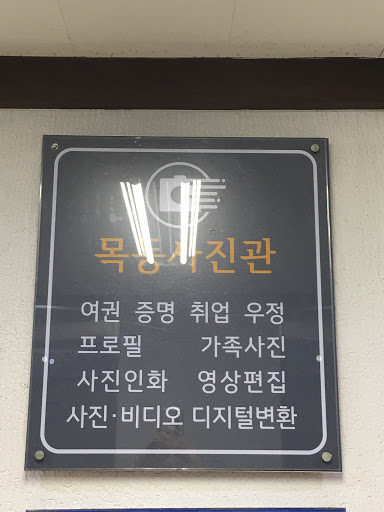 목동사진관
여권 증명 취업 우정
프로필 가족사진
사진인화 영상편집
사진·비디오 디지털변환